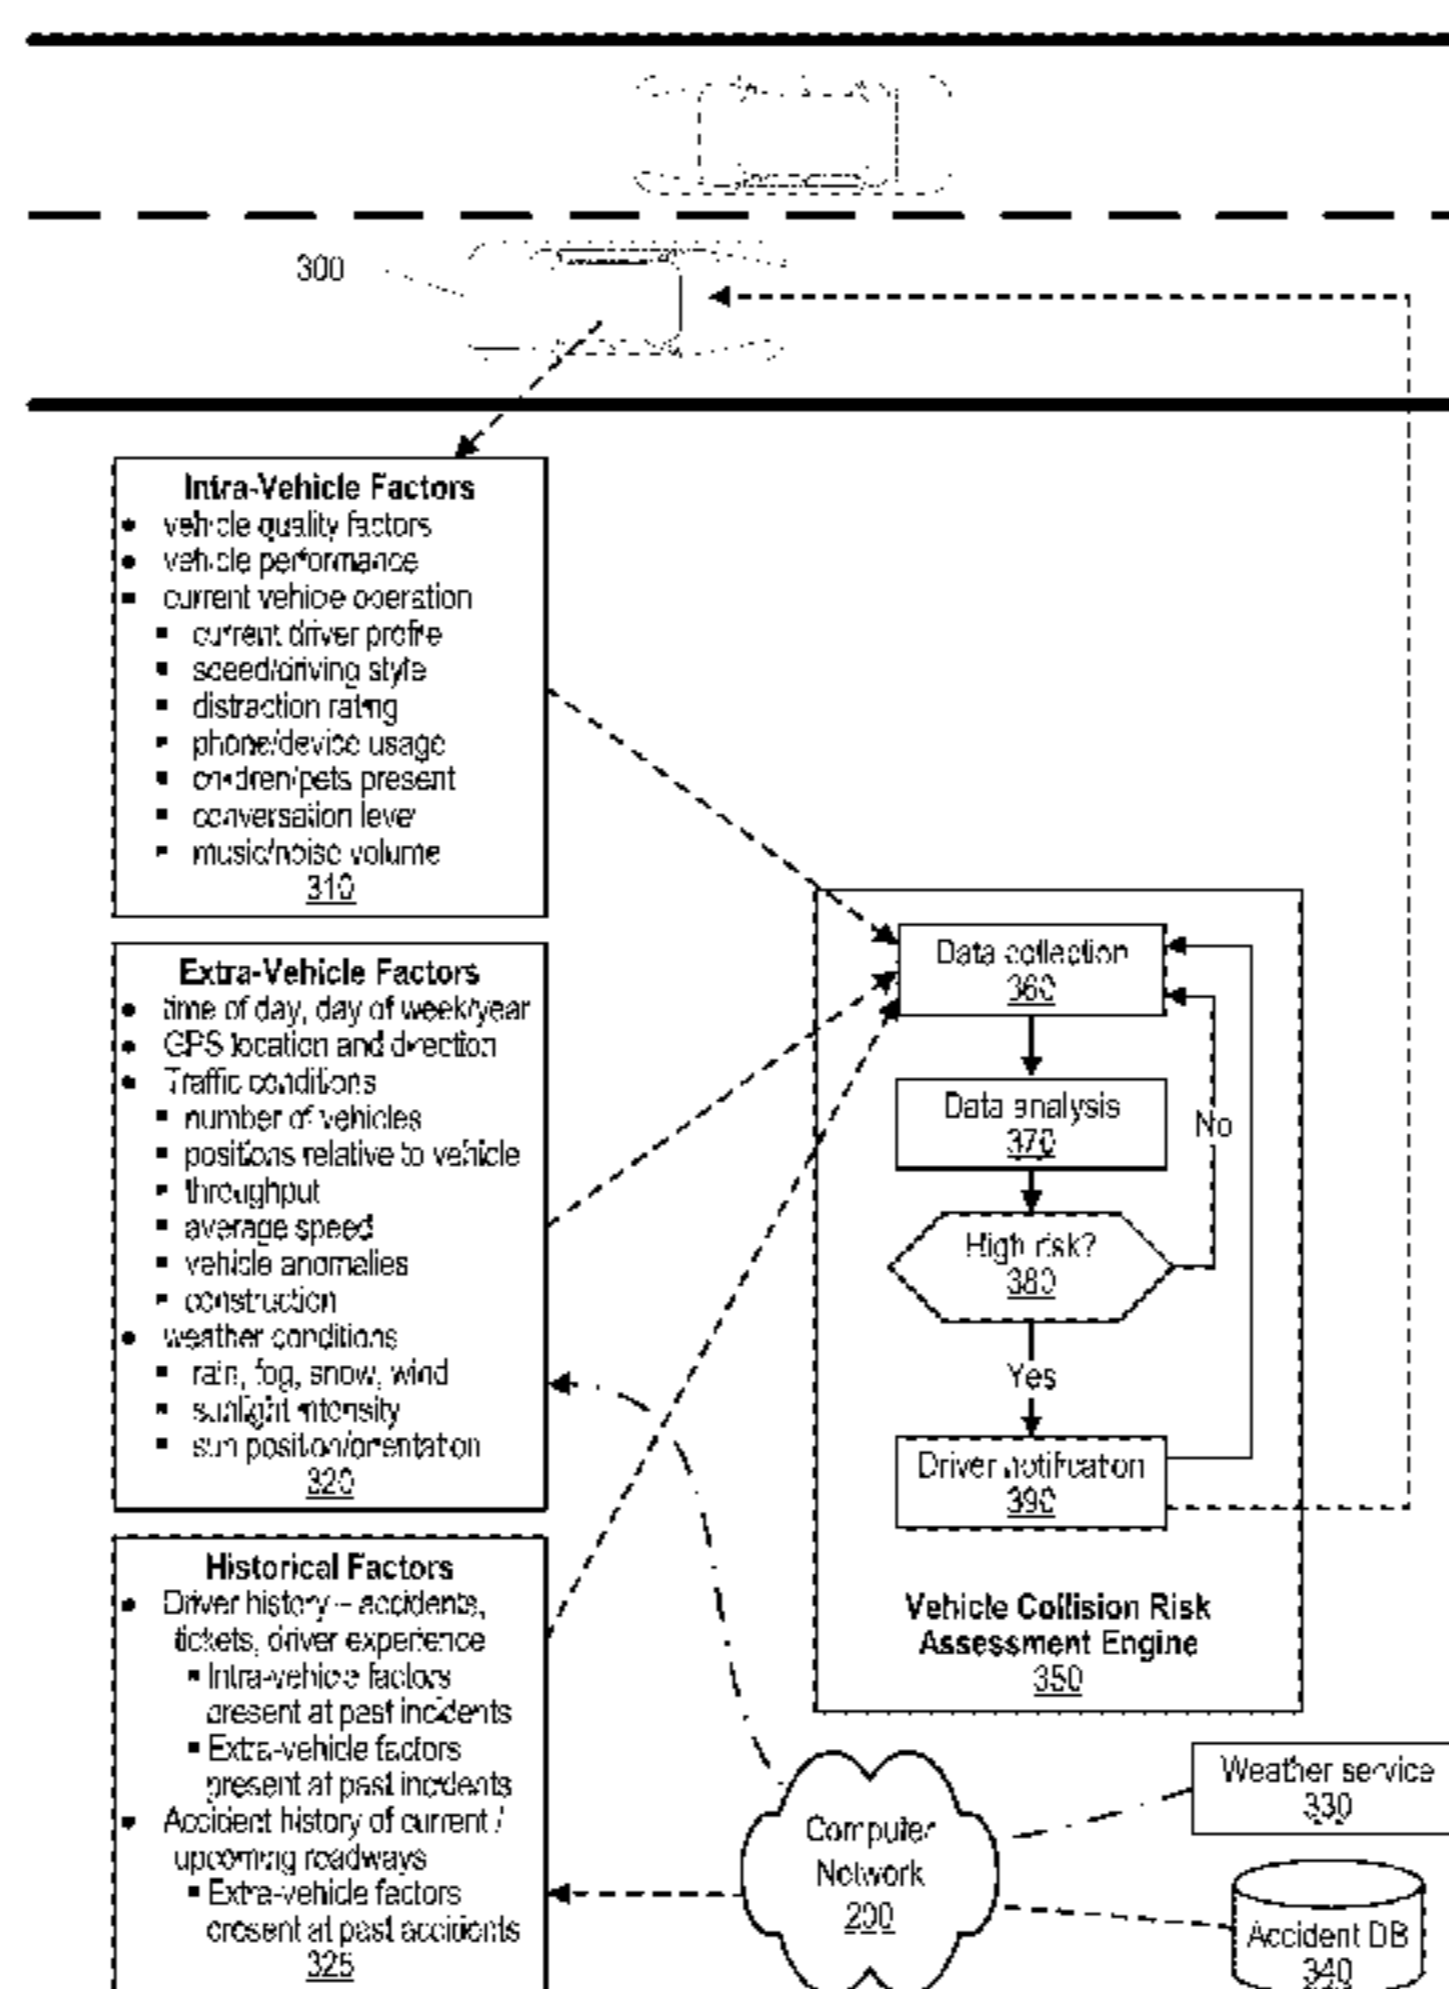 300
Intra-Vehicle Factors
• vehicle quality factors
• vehicle performance
• current vehicle operation
▪ current driver profile
▪ speed/driving style
▪ distraction rating
▪ phone/device usage
▪ children/pets present
▪ conversation level
▪ music/noise volume
310
Extra-Vehicle Factors
• time of day, day of week/year
• GPS location and direction
• Traffic conditions
▪ number of vehicles
▪ positions relative to vehicle
▪ throughput
▪ average speed
▪ vehicle anomalies
▪ construction
• weather conditions
▪ rain, fog, snow, wind
▪ sunlight intensity
▪ sun position/orientation
320
Historical Factors
• Driver history – accidents,
tickets, driver experience
▪ Intra-vehicle factors
present at past incidents
▪ Extra-vehicle factors
present at past incidents
• Accident history of current /
upcoming roadways
▪ Extra-vehicle factors
present at past accidents
325
Data collection
360
Data analysis
370
No
High risk?
380
Yes
Driver notification
390
Vehicle Collision Risk
Assessment Engine
350
Computer
Network
200
Weather service
330
Accident DB
340